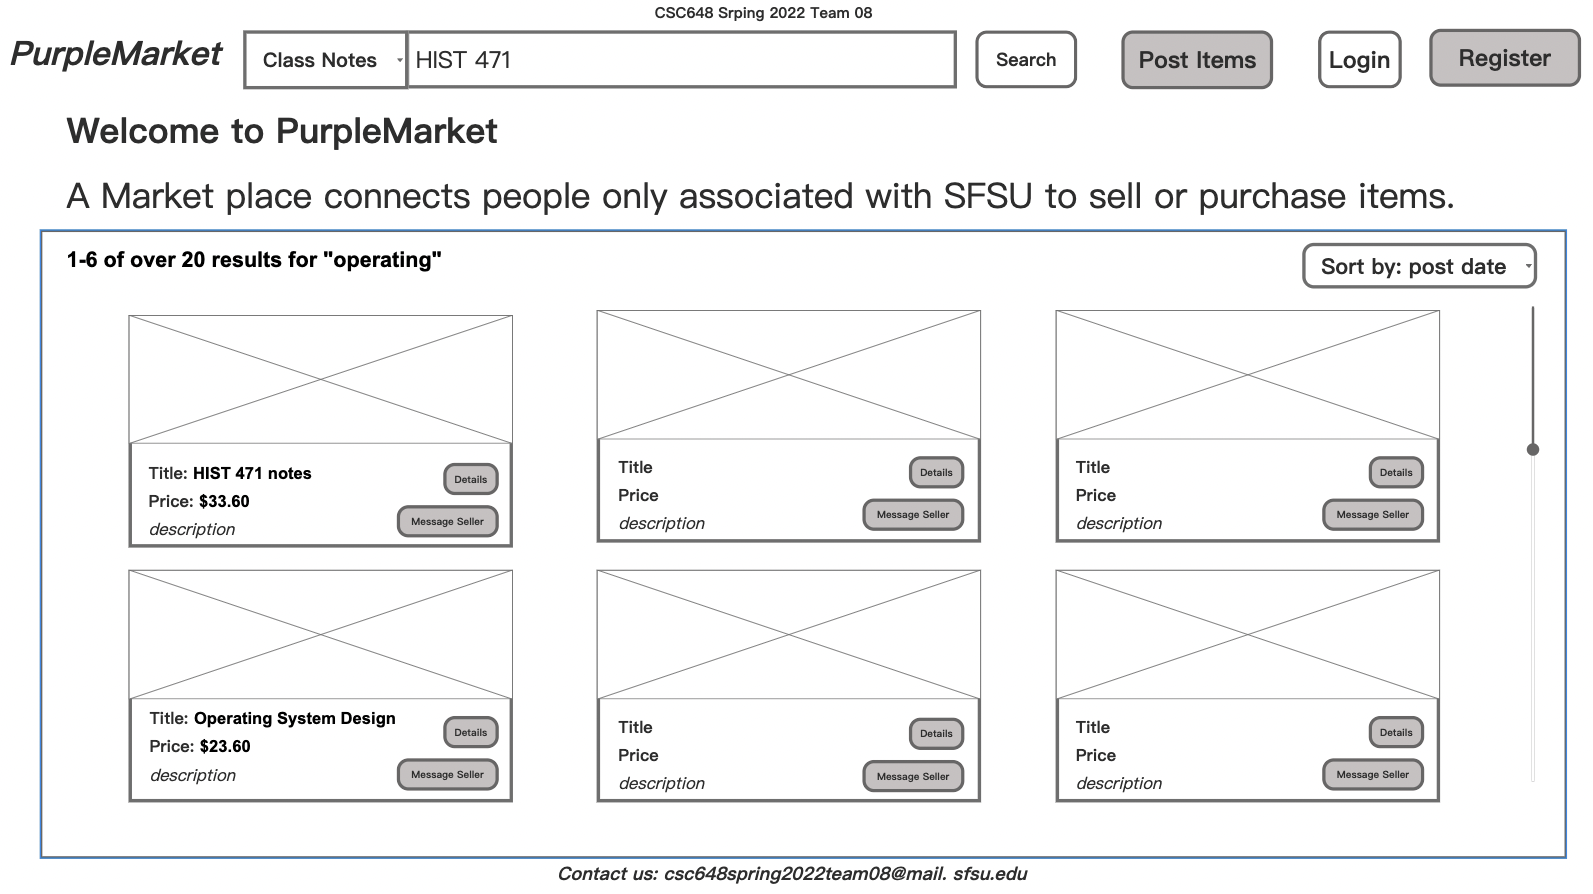 CSC648 Srping 2022 Team 08
PurpleMarket
Class Notes
HIST 471
Search
Post Items
Login
Register
Welcome to PurpleMarket
A Market place connects people only associated with SFSU to sell or purchase items.
1-6 of over 20 results for "operating"
Sort by: post date
Title: HIST 471 notes
Details
Price: $33.60
Message Seller
description
Title
Details
Price
Message Seller
description
Title
Details
Price
Message Seller
description
Title: Operating System Design
Details
Price: $23.60
Message Seller
description
Title
Details
Price
Message Seller
description
Title
Details
Price
Message Seller
description
Contact us: csc648spring2022team08@mail. sfsu.edu